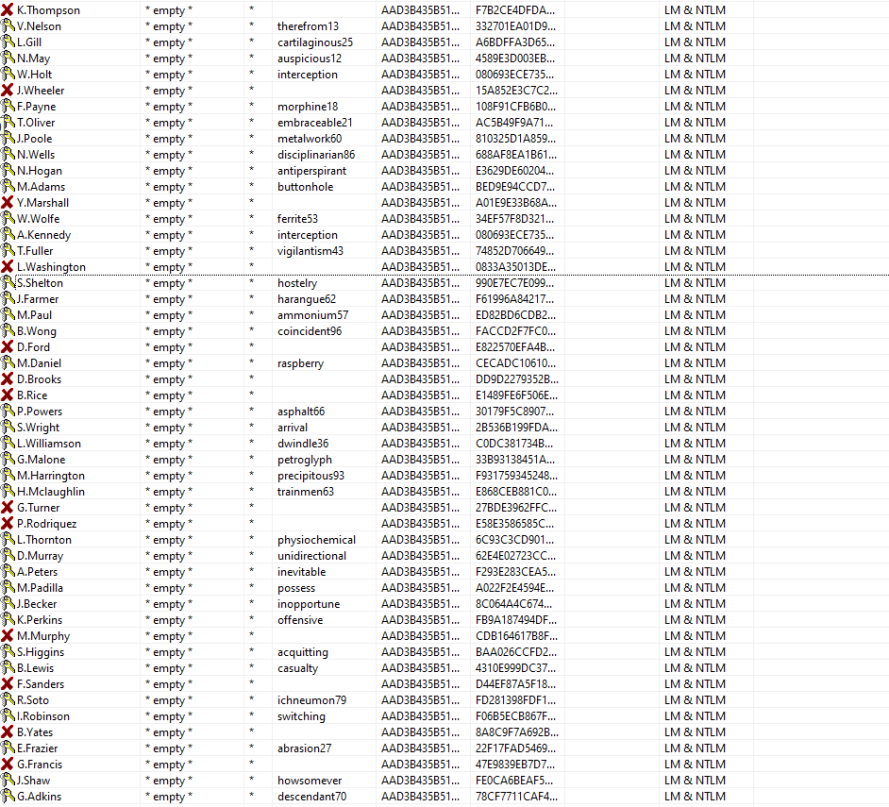 K.Thompson * empty * * AAD3B435B51... F7B2CE4DFDA... LM & NTLM
V.Nelson * empty * * therefrom13 AAD3B435B51... 332701EA01D9... LM & NTLM
L.Gill * empty * * cartilaginous25 AAD3B435B51... A6BDFFA3D65... LM & NTLM
N.May * empty * * auspicious12 AAD3B435B51... 4589E3D003EB... LM & NTLM
W.Holt * empty * * interception AAD3B435B51... 080693ECE735... LM & NTLM
J.Wheeler * empty * * AAD3B435B51... 15A852E3C7C2... LM & NTLM
F.Payne * empty * * morphine18 AAD3B435B51... 108F91CFB6B0... LM & NTLM
T.Oliver * empty * * embraceable21 AAD3B435B51... AC5B49F9A71... LM & NTLM
J.Poole * empty * * metalwork60 AAD3B435B51... 810325D1A859... LM & NTLM
N.Wells * empty * * disciplinarian86 AAD3B435B51... 688AF8EA1B61... LM & NTLM
N.Hogan * empty * * antiperspirant AAD3B435B51... E3629DE60204... LM & NTLM
M.Adams * empty * * buttonhole AAD3B435B51... BED9E94CCD7... LM & NTLM
Y.Marshall * empty * * AAD3B435B51... A01E9E33B68A... LM & NTLM
W.Wolfe * empty * * ferrite53 AAD3B435B51... 34EF57F8D321... LM & NTLM
A.Kennedy * empty * * interception AAD3B435B51... 080693ECE735... LM & NTLM
T.Fuller * empty * * vigilantism43 AAD3B435B51... 74852D706649... LM & NTLM
L.Washington * empty * * AAD3B435B51... 0833A35013DE... LM & NTLM
S.Shelton * empty * * hostelry AAD3B435B51... 990E7EC7E099... LM & NTLM
J.Farmer * empty * * harangue62 AAD3B435B51... F61996A84217... LM & NTLM
M.Paul * empty * * ammonium57 AAD3B435B51... ED82BD6CDB2... LM & NTLM
B.Wong * empty * * coincident96 AAD3B435B51... FACCD2F7FC0... LM & NTLM
D.Ford * empty * * AAD3B435B51... E822570EFA4B... LM & NTLM
M.Daniel * empty * * raspberry AAD3B435B51... CECADC10610... LM & NTLM
D.Brooks * empty * * AAD3B435B51... DD9D2279352B... LM & NTLM
B.Rice * empty * * AAD3B435B51... E1489FE6F506E... LM & NTLM
P.Powers * empty * * asphalt66 AAD3B435B51... 30179F5C8907... LM & NTLM
S.Wright * empty * * arrival AAD3B435B51... 2B536B199FDA... LM & NTLM
L.Williamson * empty * * dwindle36 AAD3B435B51... C0DC381734B... LM & NTLM
G.Malone * empty * * petroglyph AAD3B435B51... 33B93138451A... LM & NTLM
M.Harrington * empty * * precipitous93 AAD3B435B51... F931759345248... LM & NTLM
H.Mclaughlin * empty * * trainmen63 AAD3B435B51... E868CEB881C0... LM & NTLM
G.Turner * empty * * AAD3B435B51... 27BDE3962FFC... LM & NTLM
P.Rodriquez * empty * * AAD3B435B51... E58E3586585C... LM & NTLM
L.Thornton * empty * * physiochemical AAD3B435B51... 6C93C3CD901... LM & NTLM
D.Murray * empty * * unidirectional AAD3B435B51... 62E4E02723CC... LM & NTLM
A.Peters * empty * * inevitable AAD3B435B51... F293E283CEA5... LM & NTLM
M.Padilla * empty * * possess AAD3B435B51... A022F2E4594E... LM & NTLM
J.Becker * empty * * inopportune AAD3B435B51... 8C064A4C674... LM & NTLM
K.Perkins * empty * * offensive AAD3B435B51... FB9A187494DF... LM & NTLM
M.Murphy * empty * * AAD3B435B51... CDB164617B8F... LM & NTLM
S.Higgins * empty * * acquitting AAD3B435B51... BAA026CCFD2... LM & NTLM
B.Lewis * empty * * casualty AAD3B435B51... 4310E999DC37... LM & NTLM
F.Sanders * empty * * AAD3B435B51... D44EF87A5F18... LM & NTLM
R.Soto * empty * * ichneumon79 AAD3B435B51... FD281398FDF1... LM & NTLM
I.Robinson * empty * * switching AAD3B435B51... F06B5ECB867F... LM & NTLM
B.Yates * empty * * AAD3B435B51... 8A8C9F7A692B... LM & NTLM
E.Frazier * empty * * abrasion27 AAD3B435B51... 22F17FAD5469... LM & NTLM
G.Francis * empty * * AAD3B435B51... 47E9839EB7D7... LM & NTLM
J.Shaw * empty * * howsomever AAD3B435B51... FE0CA6BEAF5... LM & NTLM
G.Adkins * empty * * descendant70 AAD3B435B51... 78CF7711CAF4... LM & NTLM